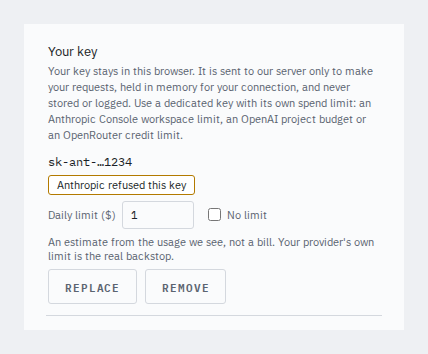 Your key
Your key stays in this browser. It is sent to our server only to make
your requests, held in memory for your connection, and never
stored or logged. Use a dedicated key with its own spend limit: an
Anthropic Console workspace limit, an OpenAI project budget or
an OpenRouter credit limit.
sk-ant-…1234
Anthropic refused this key
Daily limit ($) 1 No limit
An estimate from the usage we see, not a bill. Your provider's own
limit is the real backstop.
REPLACE REMOVE